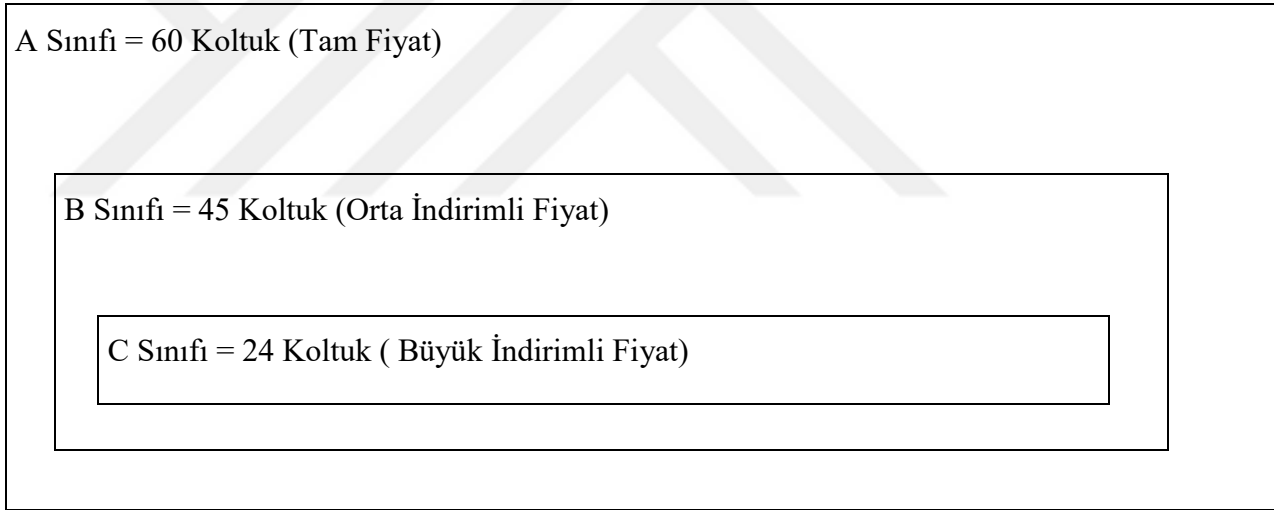 A Sınıfı = 60 Koltuk (Tam Fiyat)
B Sınıfı = 45 Koltuk (Orta İndirimli Fiyat)
C Sınıfı = 24 Koltuk ( Büyük İndirimli Fiyat)